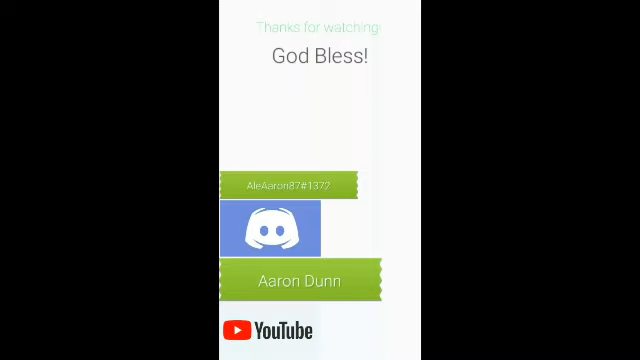 Thanks for watching!
God Bless!
AleAaron87#1372
Aaron Dunn
YouTube